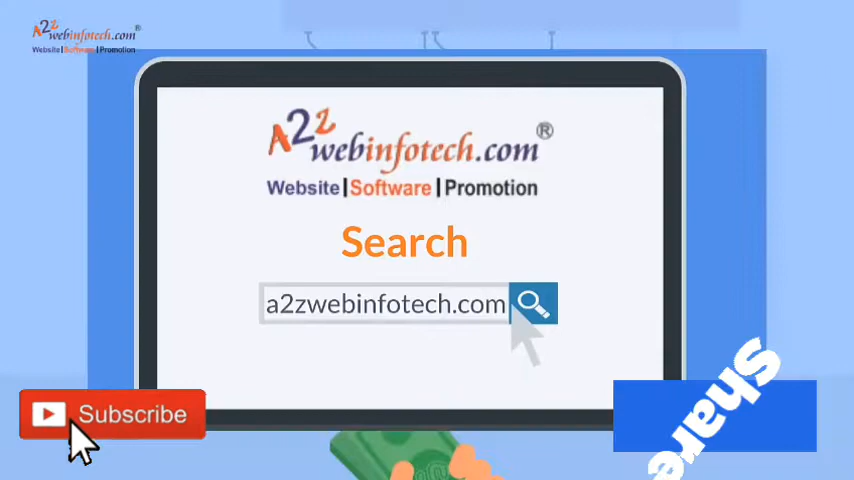 A2Z
webinfotech.com®
Website|Software|Promotion
A2Z
webinfotech.com®
Website|Software|Promotion
Search
a2zwebinfotech.com
Subscribe
Share